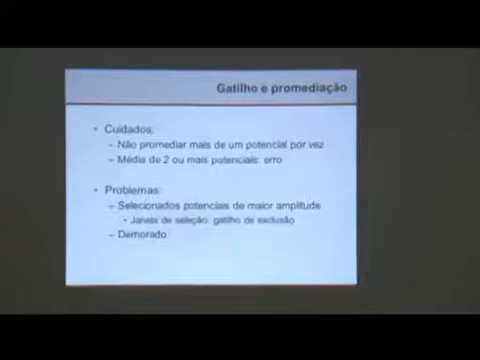 Gatilho e promediação
• Cuidados:
– Não promediar mais de um potencial por vez
– Média de 2 ou mais potenciais: erro
• Problemas:
– Selecionados potenciais de maior amplitude
• Janela de seleção: gatilho de exclusão
– Demorado